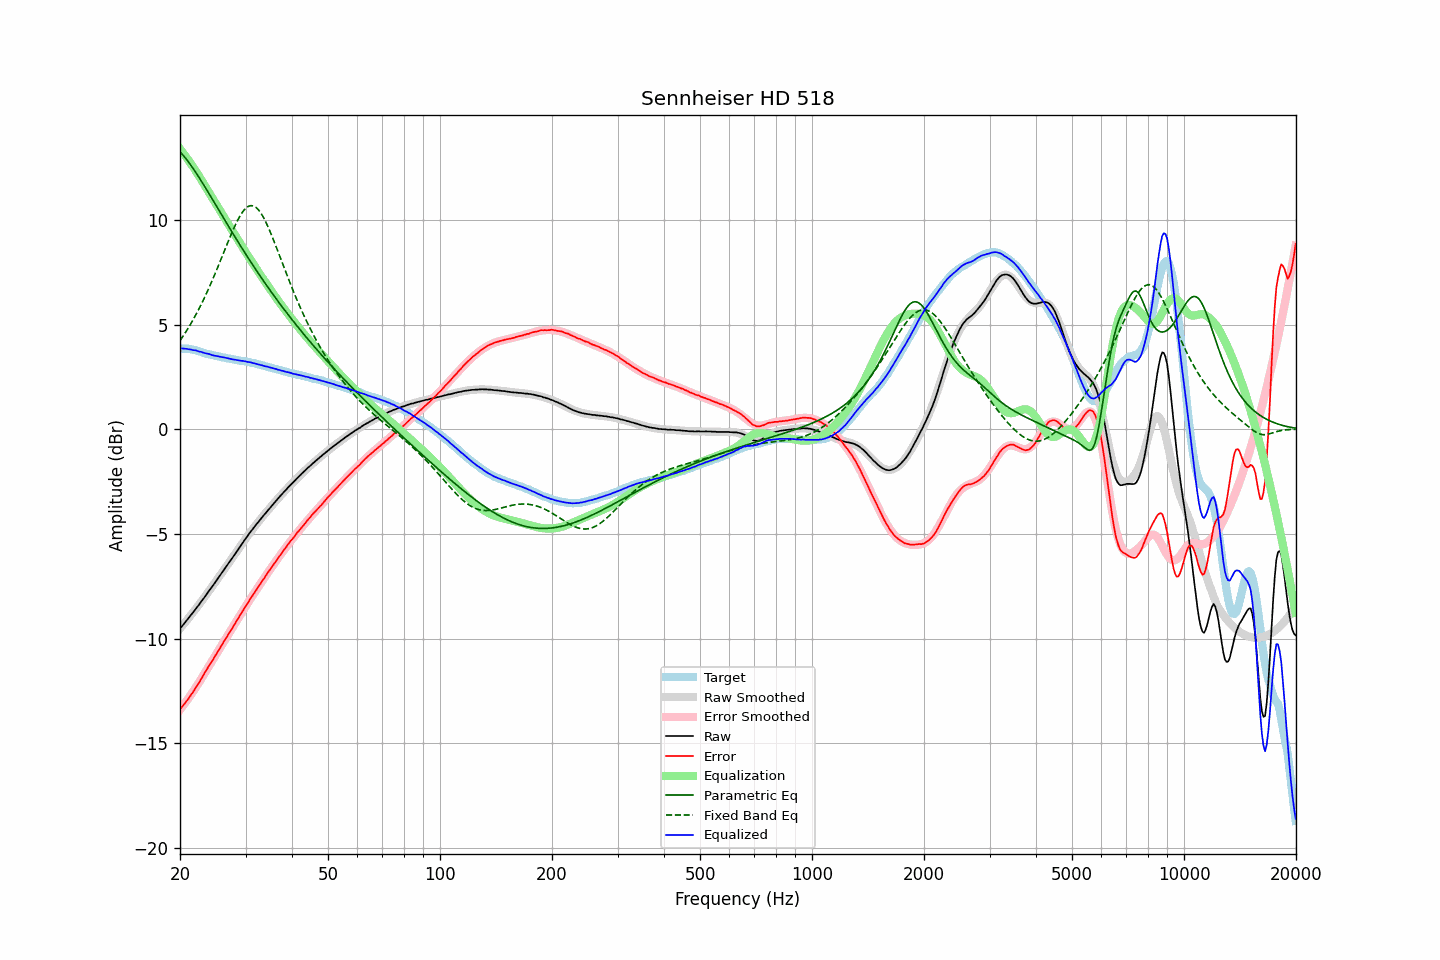 Sennheiser HD 518
Amplitude (dBr)
10
5
0
−5
−10
−15
−20
Target
Raw Smoothed
Error Smoothed
Raw
Error
Equalization
Parametric Eq
Fixed Band Eq
Equalized
20
50
100
200
500
1000
2000
5000
10000
20000
Frequency (Hz)